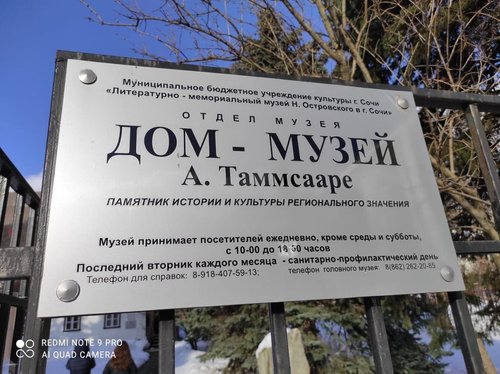 Муниципальное бюджетное учреждение культуры г. Сочи
«Литературно - мемориальный музей Н. Островского в г. Сочи»
ОТДЕЛ МУЗЕЯ
ДОМ - МУЗЕЙ
А. Таммсааре
ПАМЯТНИК ИСТОРИИ И КУЛЬТУРЫ РЕГИОНАЛЬНОГО ЗНАЧЕНИЯ
Музей принимает посетителей ежедневно, кроме среды и субботы,
с 10-00 до 18-00 часов
Последний вторник каждого месяца - санитарно-профилактический день
Телефон для справок: 8-918-407-59-13; телефон головного музея: 8(862) 262-20-85
REDMI NOTE 9 PRO
AI QUAD CAMERA